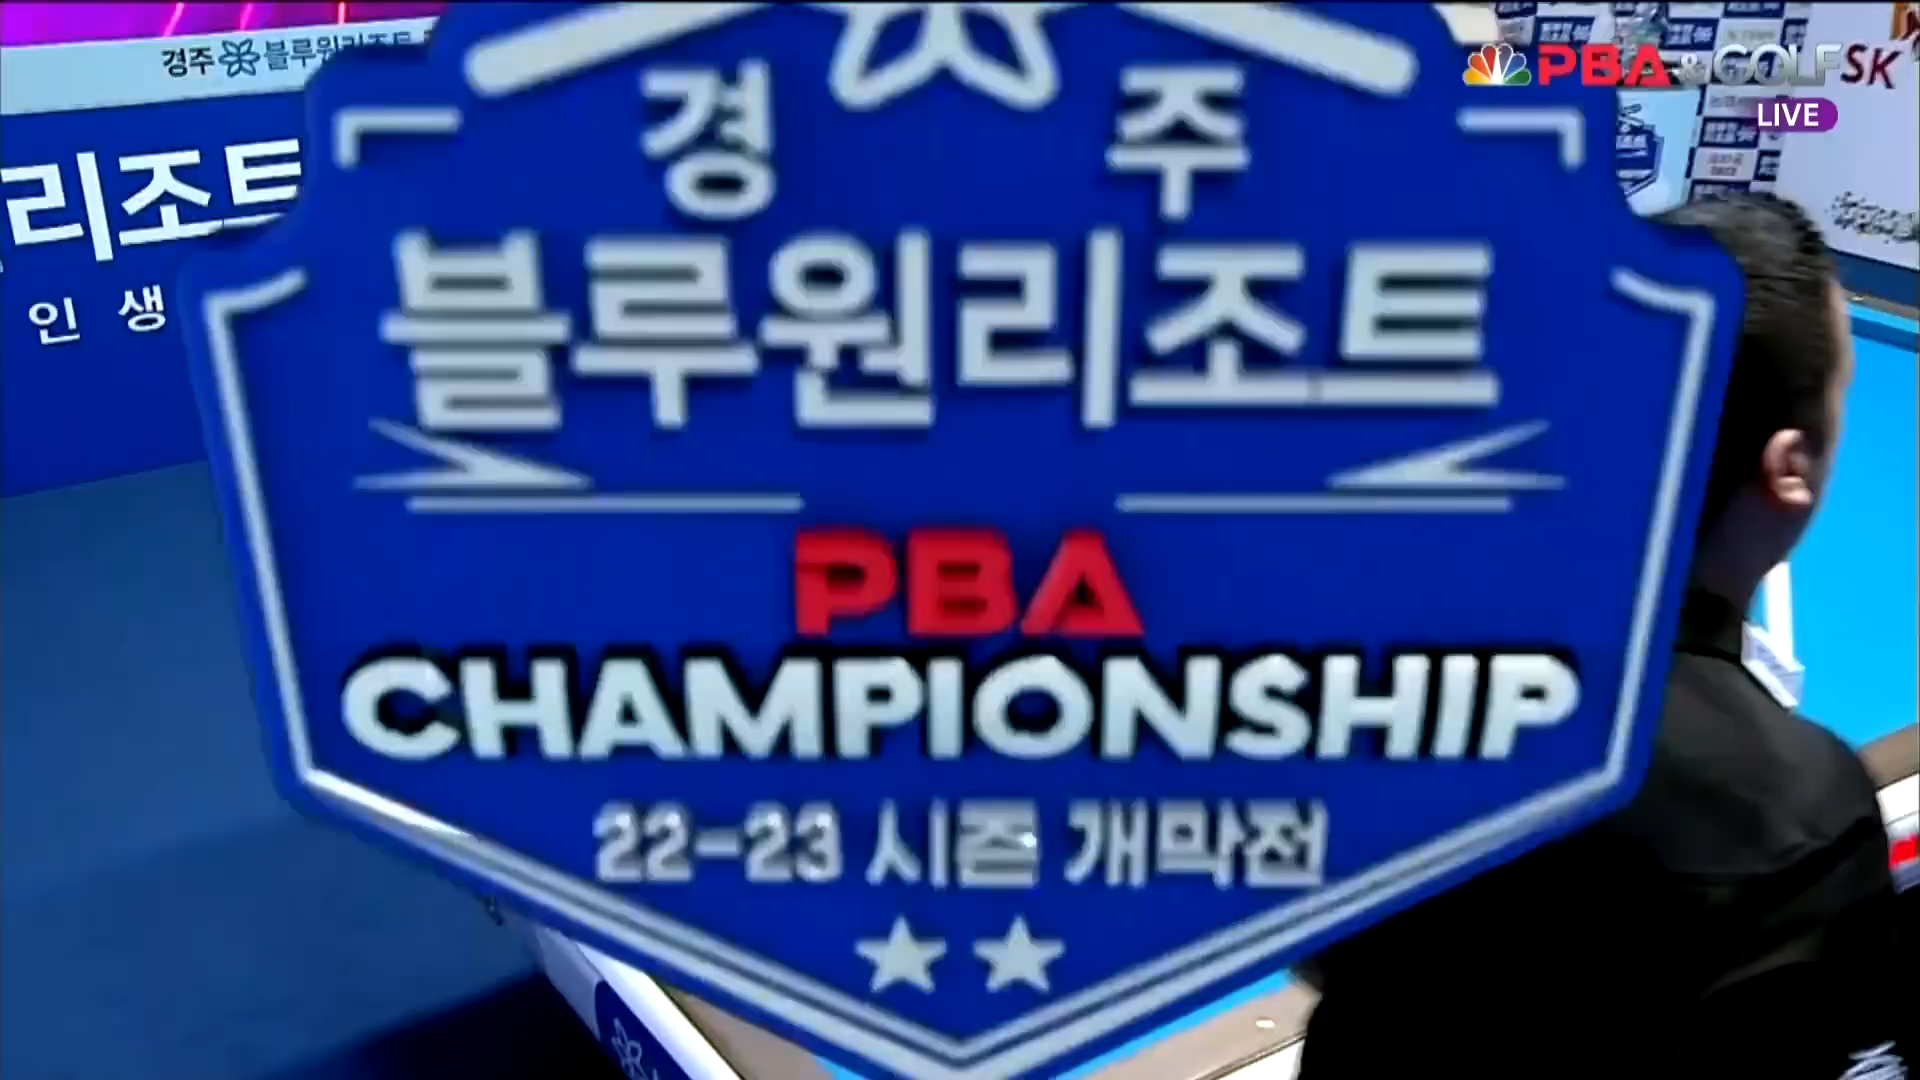 경주 블루원리조트
PBA & GOLF SK
LIVE
리조트
인생
경 주
블루원리조트
PBA
CHAMPIONSHIP
22-23 시즌 개막전